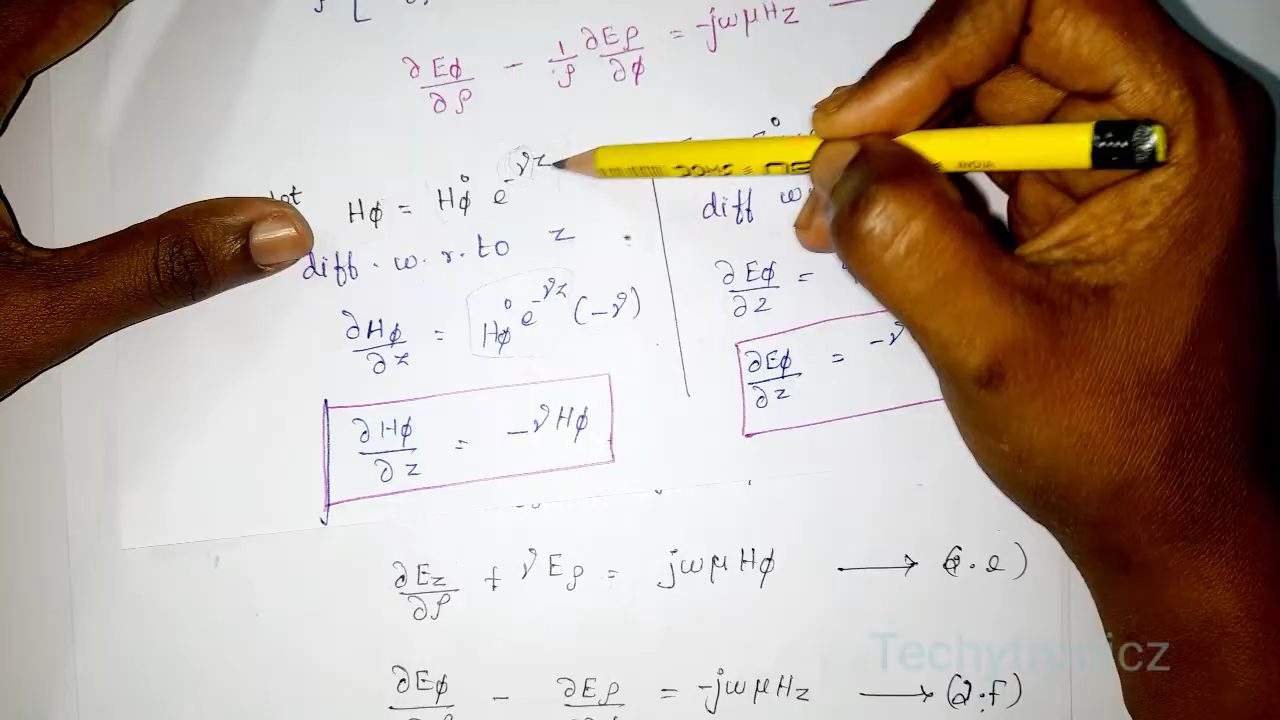 ∂Eφ/∂ρ - 1/ρ ∂Eρ/∂φ = -jωμHz
Hφ = Hφ° e^-γz
diff. w.r.to z
∂Hφ/∂z = Hφ° e^-γz (-γ)
∂Hφ/∂z = -γHφ
diff w
∂Eφ/∂z =
∂Eφ/∂z = -γ
∂Ez/∂ρ + γEρ = jωμHφ →
∂Eφ/∂ρ - ∂Eρ = -jωμHz → (2.f)
Techytronicz
INDIA